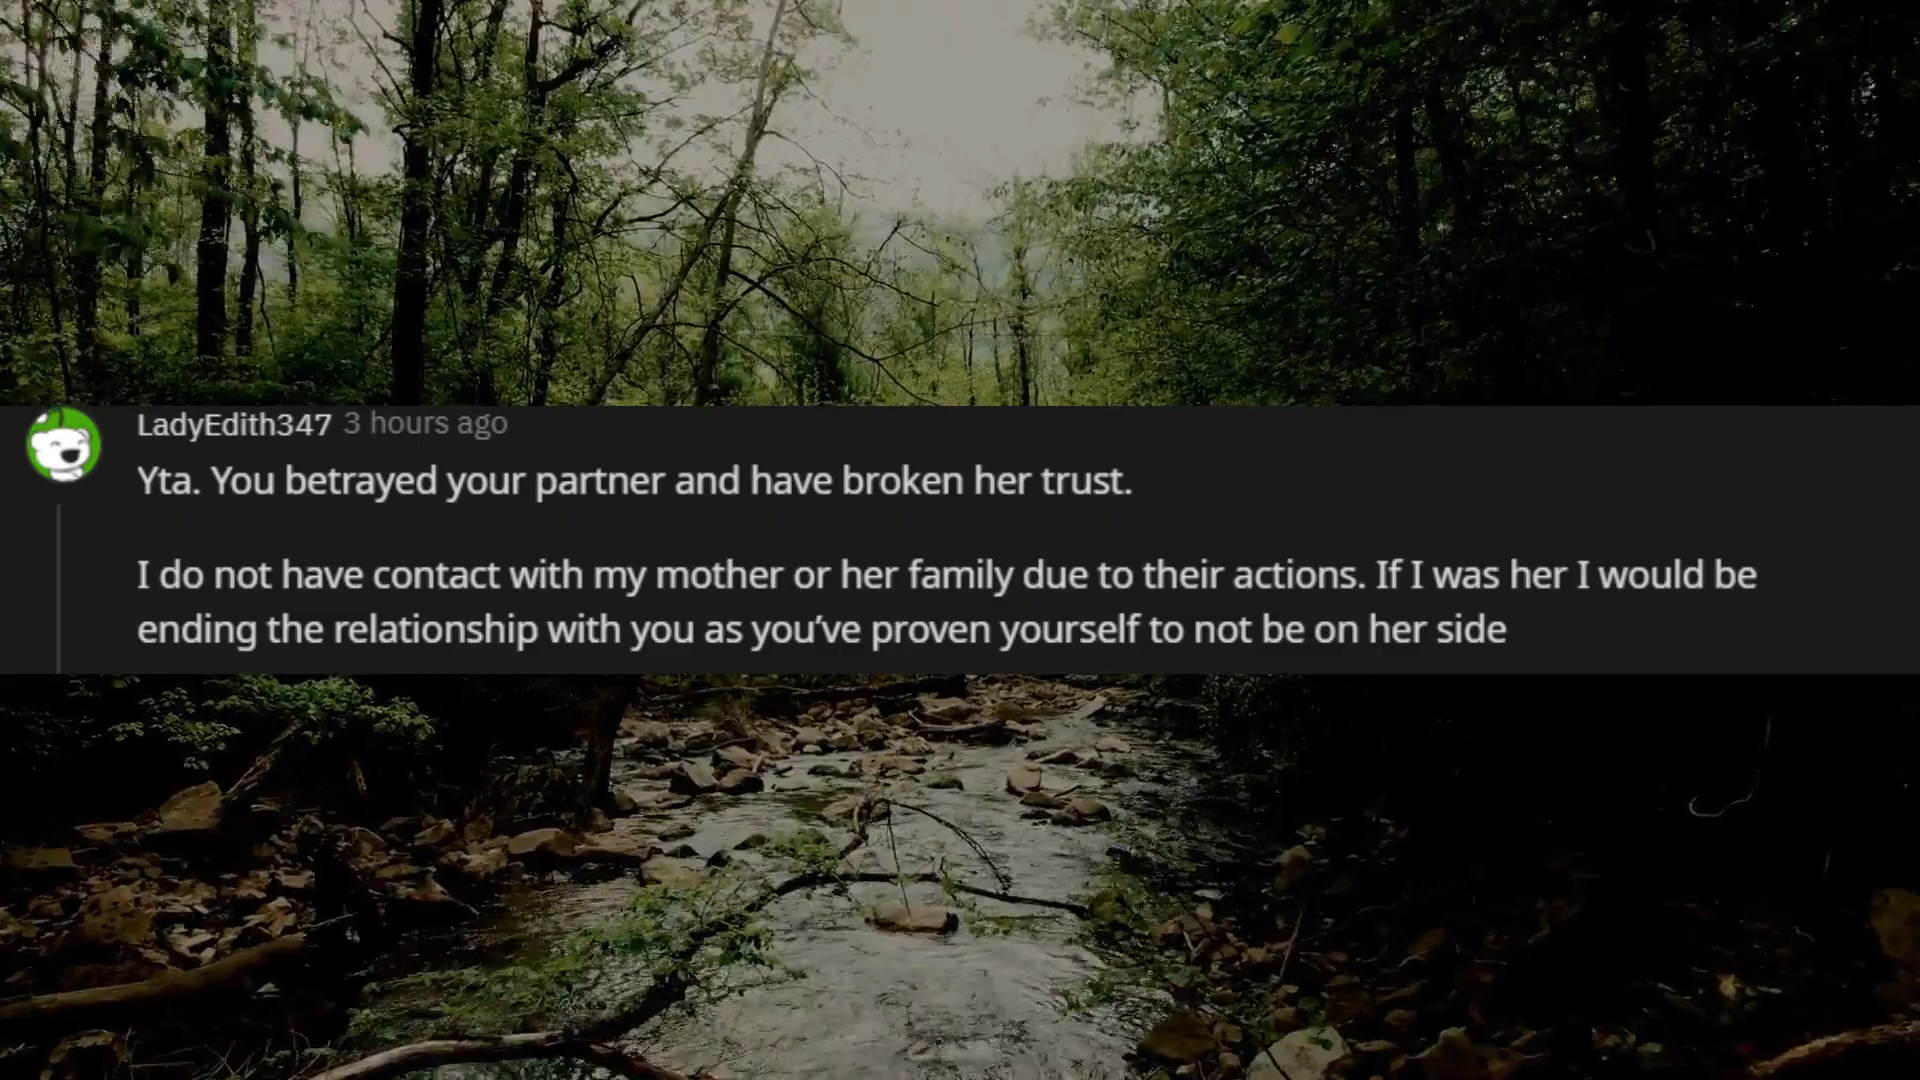 LadyEdith347 3 hours ago
Yta. You betrayed your partner and have broken her trust.
I do not have contact with my mother or her family due to their actions. If I was her I would be
ending the relationship with you as you’ve proven yourself to not be on her side